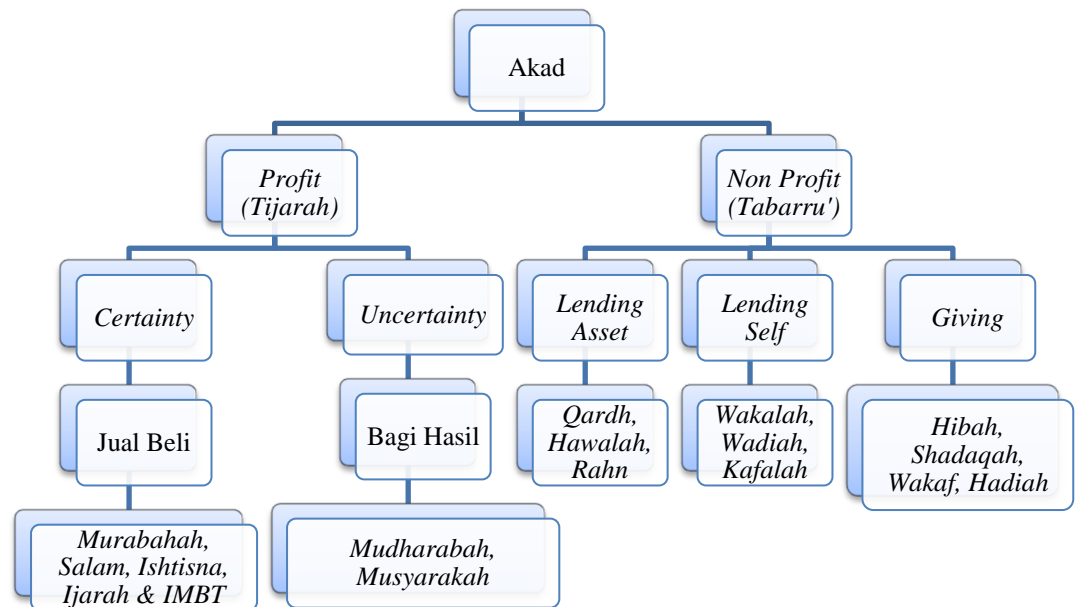 Akad
Profit
(Tijarah)
Non Profit
(Tabarru')
Certainty
Uncertainty
Lending
Asset
Lending
Self
Giving
Jual Beli
Bagi Hasil
Qardh,
Hawalah,
Rahn
Wakalah,
Wadiah,
Kafalah
Hibah,
Shadaqah,
Wakaf, Hadiah
Murabahah,
Salam, Ishtisna,
Ijarah & IMBT
Mudharabah,
Musyarakah